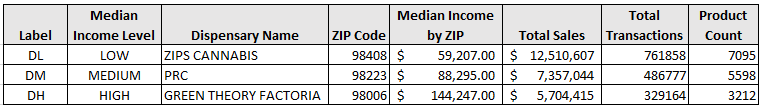 Median Median Income Total Product
Label Income Level Dispensary Name ZIP Code by ZIP Total Sales Transactions Count
DL LOW ZIPS CANNABIS 98408 $ 59,207.00 $ 12,510,607 761858 7095
DM MEDIUM PRC 98223 $ 88,295.00 $ 7,357,044 486777 5598
DH HIGH GREEN THEORY FACTORIA 98006 $ 144,247.00 $ 5,704,415 329164 3212